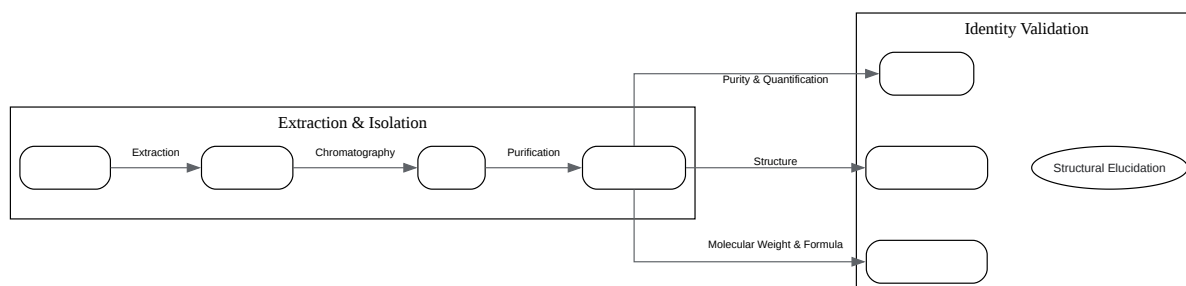 Identity Validation
Purity & Quantification
Extraction & Isolation
Extraction
Chromatography
Purification
Structure
Structural Elucidation
Molecular Weight & Formula